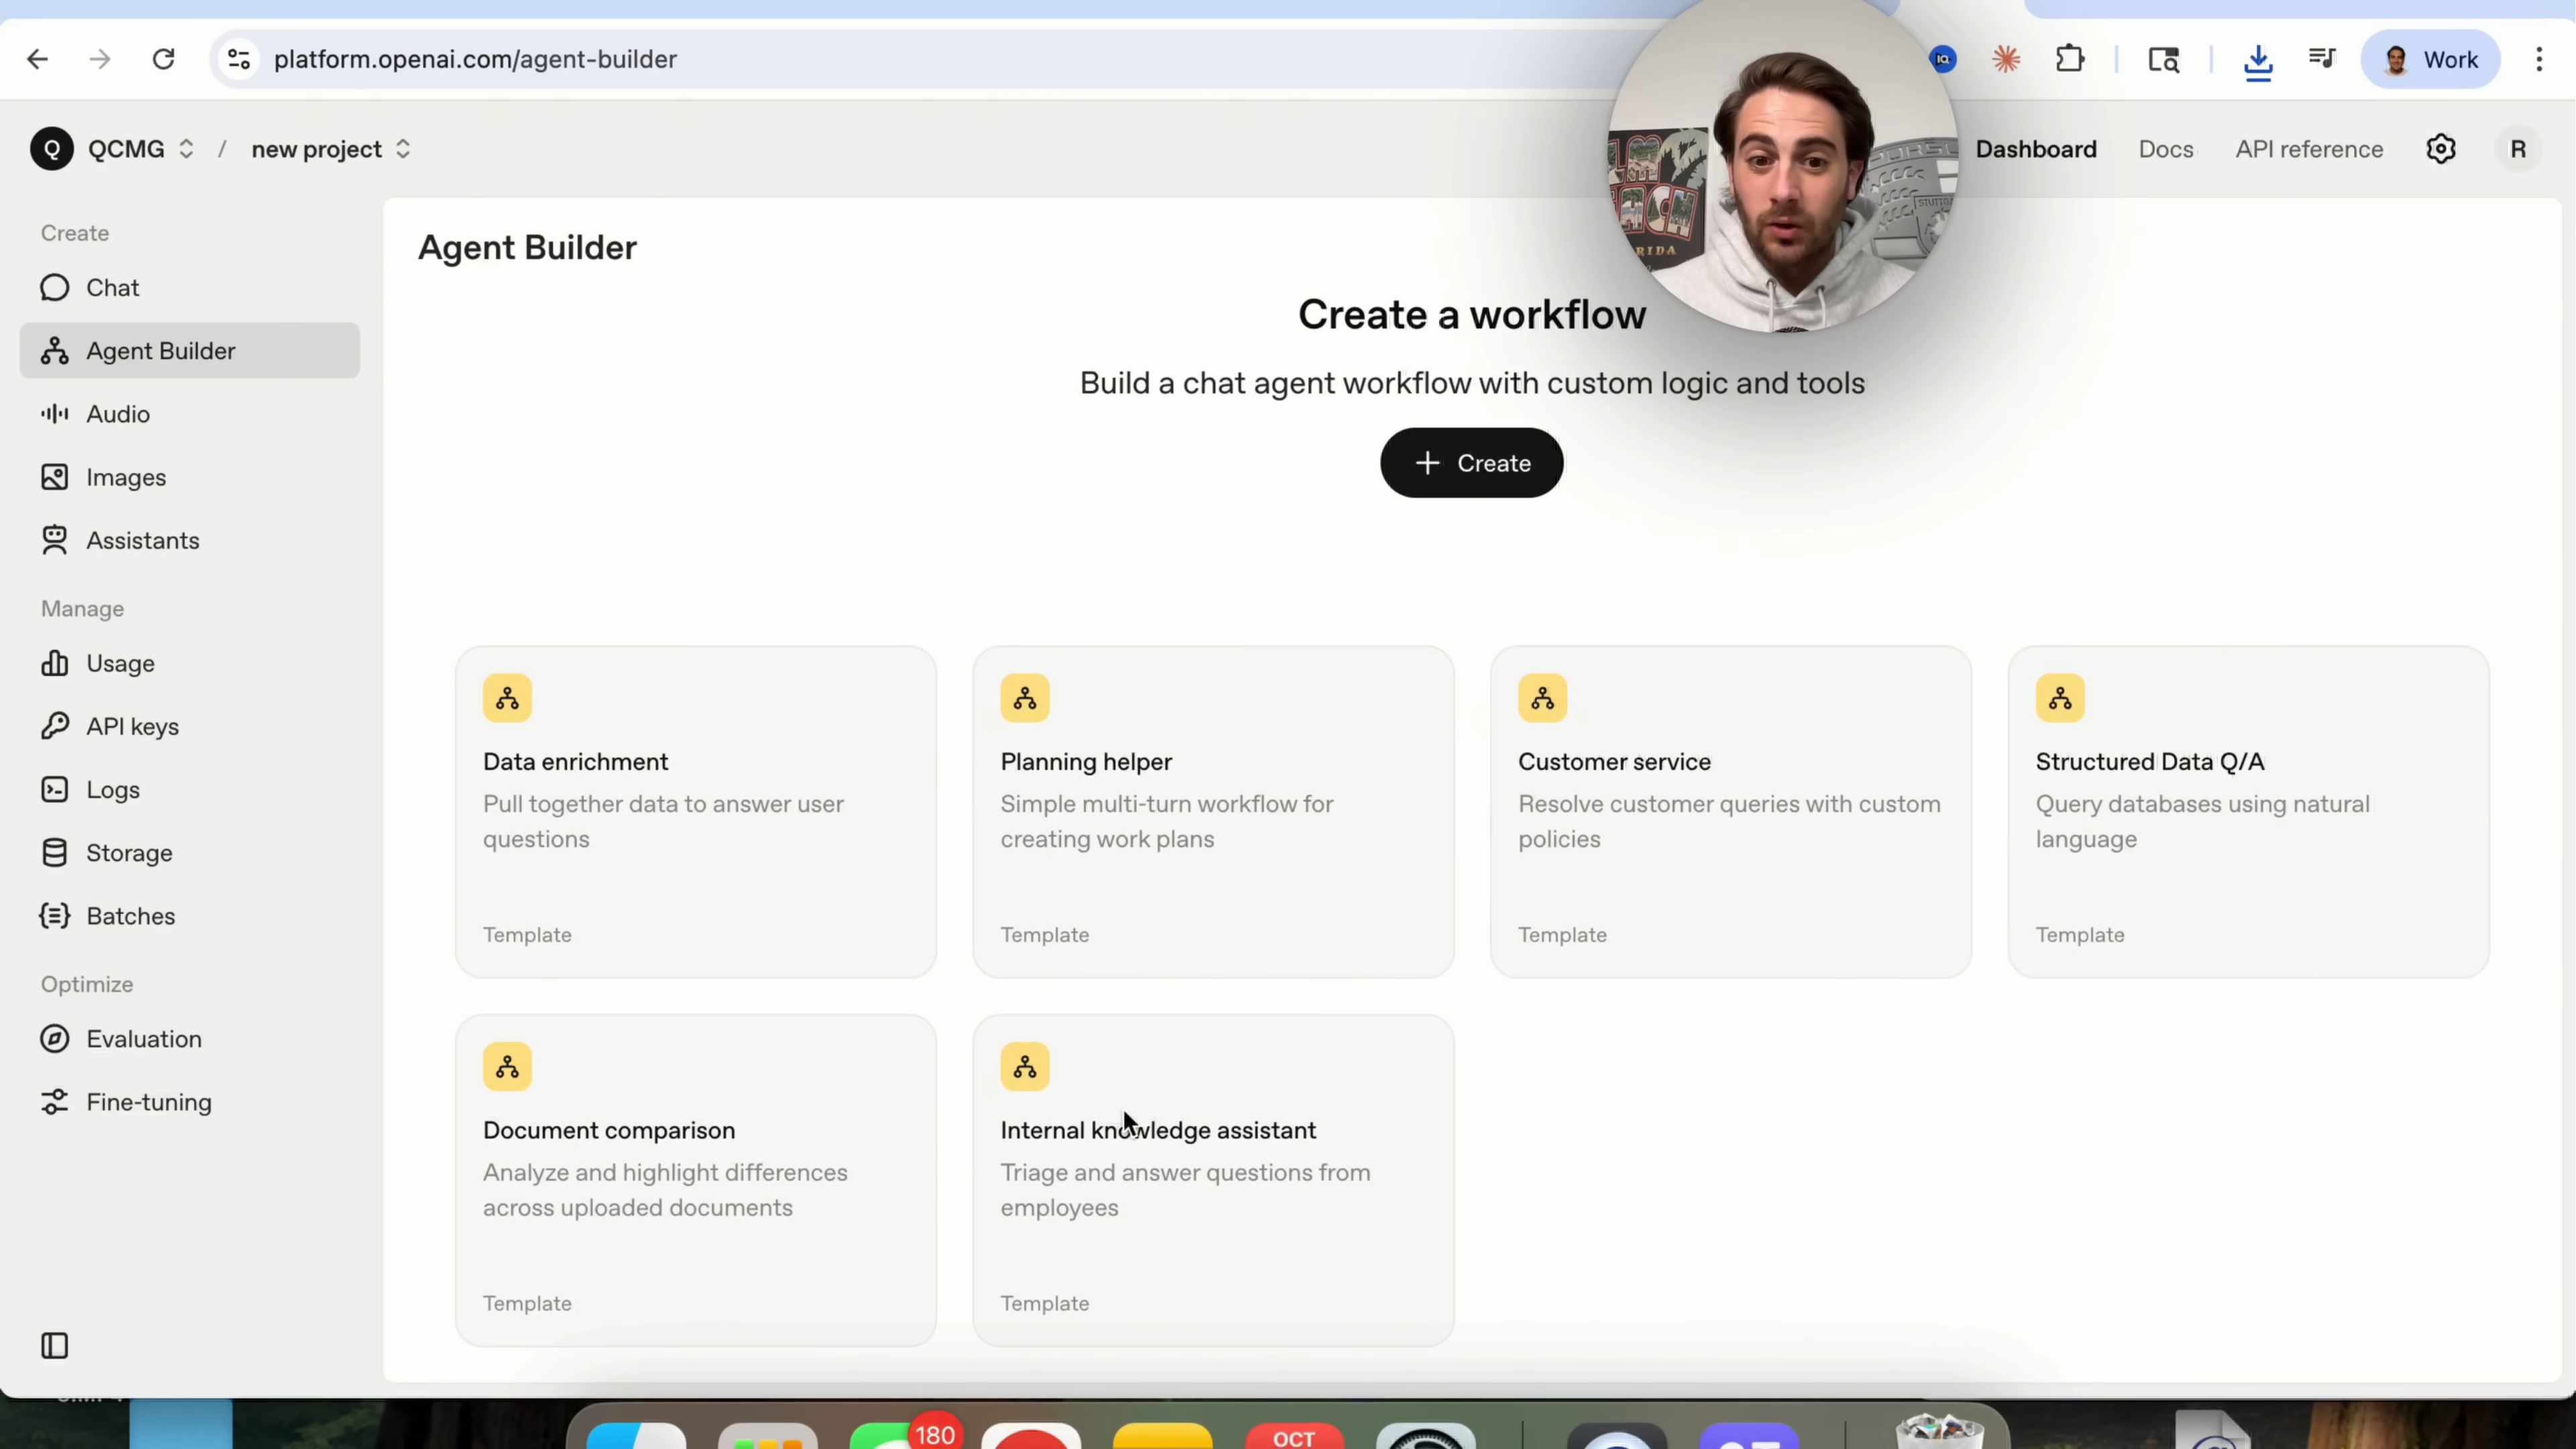 platform.openai.com/agent-builder
IQ
Work
Q
QCMG
/
new project
Dashboard
Docs
API reference
R
Create
Chat
Agent Builder
Audio
Images
Assistants
Manage
Usage
API keys
Logs
Storage
Batches
Optimize
Evaluation
Fine-tuning
Agent Builder
Create a workflow
Build a chat agent workflow with custom logic and tools
Create
Data enrichment
Pull together data to answer user
questions
Template
Planning helper
Simple multi-turn workflow for
creating work plans
Template
Customer service
Resolve customer queries with custom
policies
Template
Structured Data Q/A
Query databases using natural
language
Template
Document comparison
Analyze and highlight differences
across uploaded documents
Template
Internal knowledge assistant
Triage and answer questions from
employees
Template
180
OCT